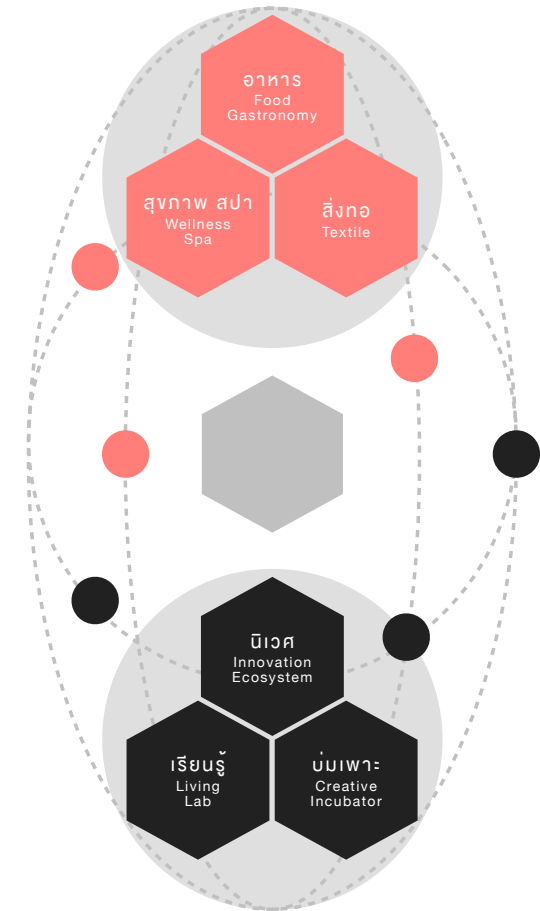 อาหาร
Food
Gastronomy
สุขภาพ สปา
Wellness
Spa
สิ่งทอ
Textile
นิเวศ
Innovation
Ecosystem
เรียนรู้
Living
Lab
บ่มเพาะ
Creative
Incubator